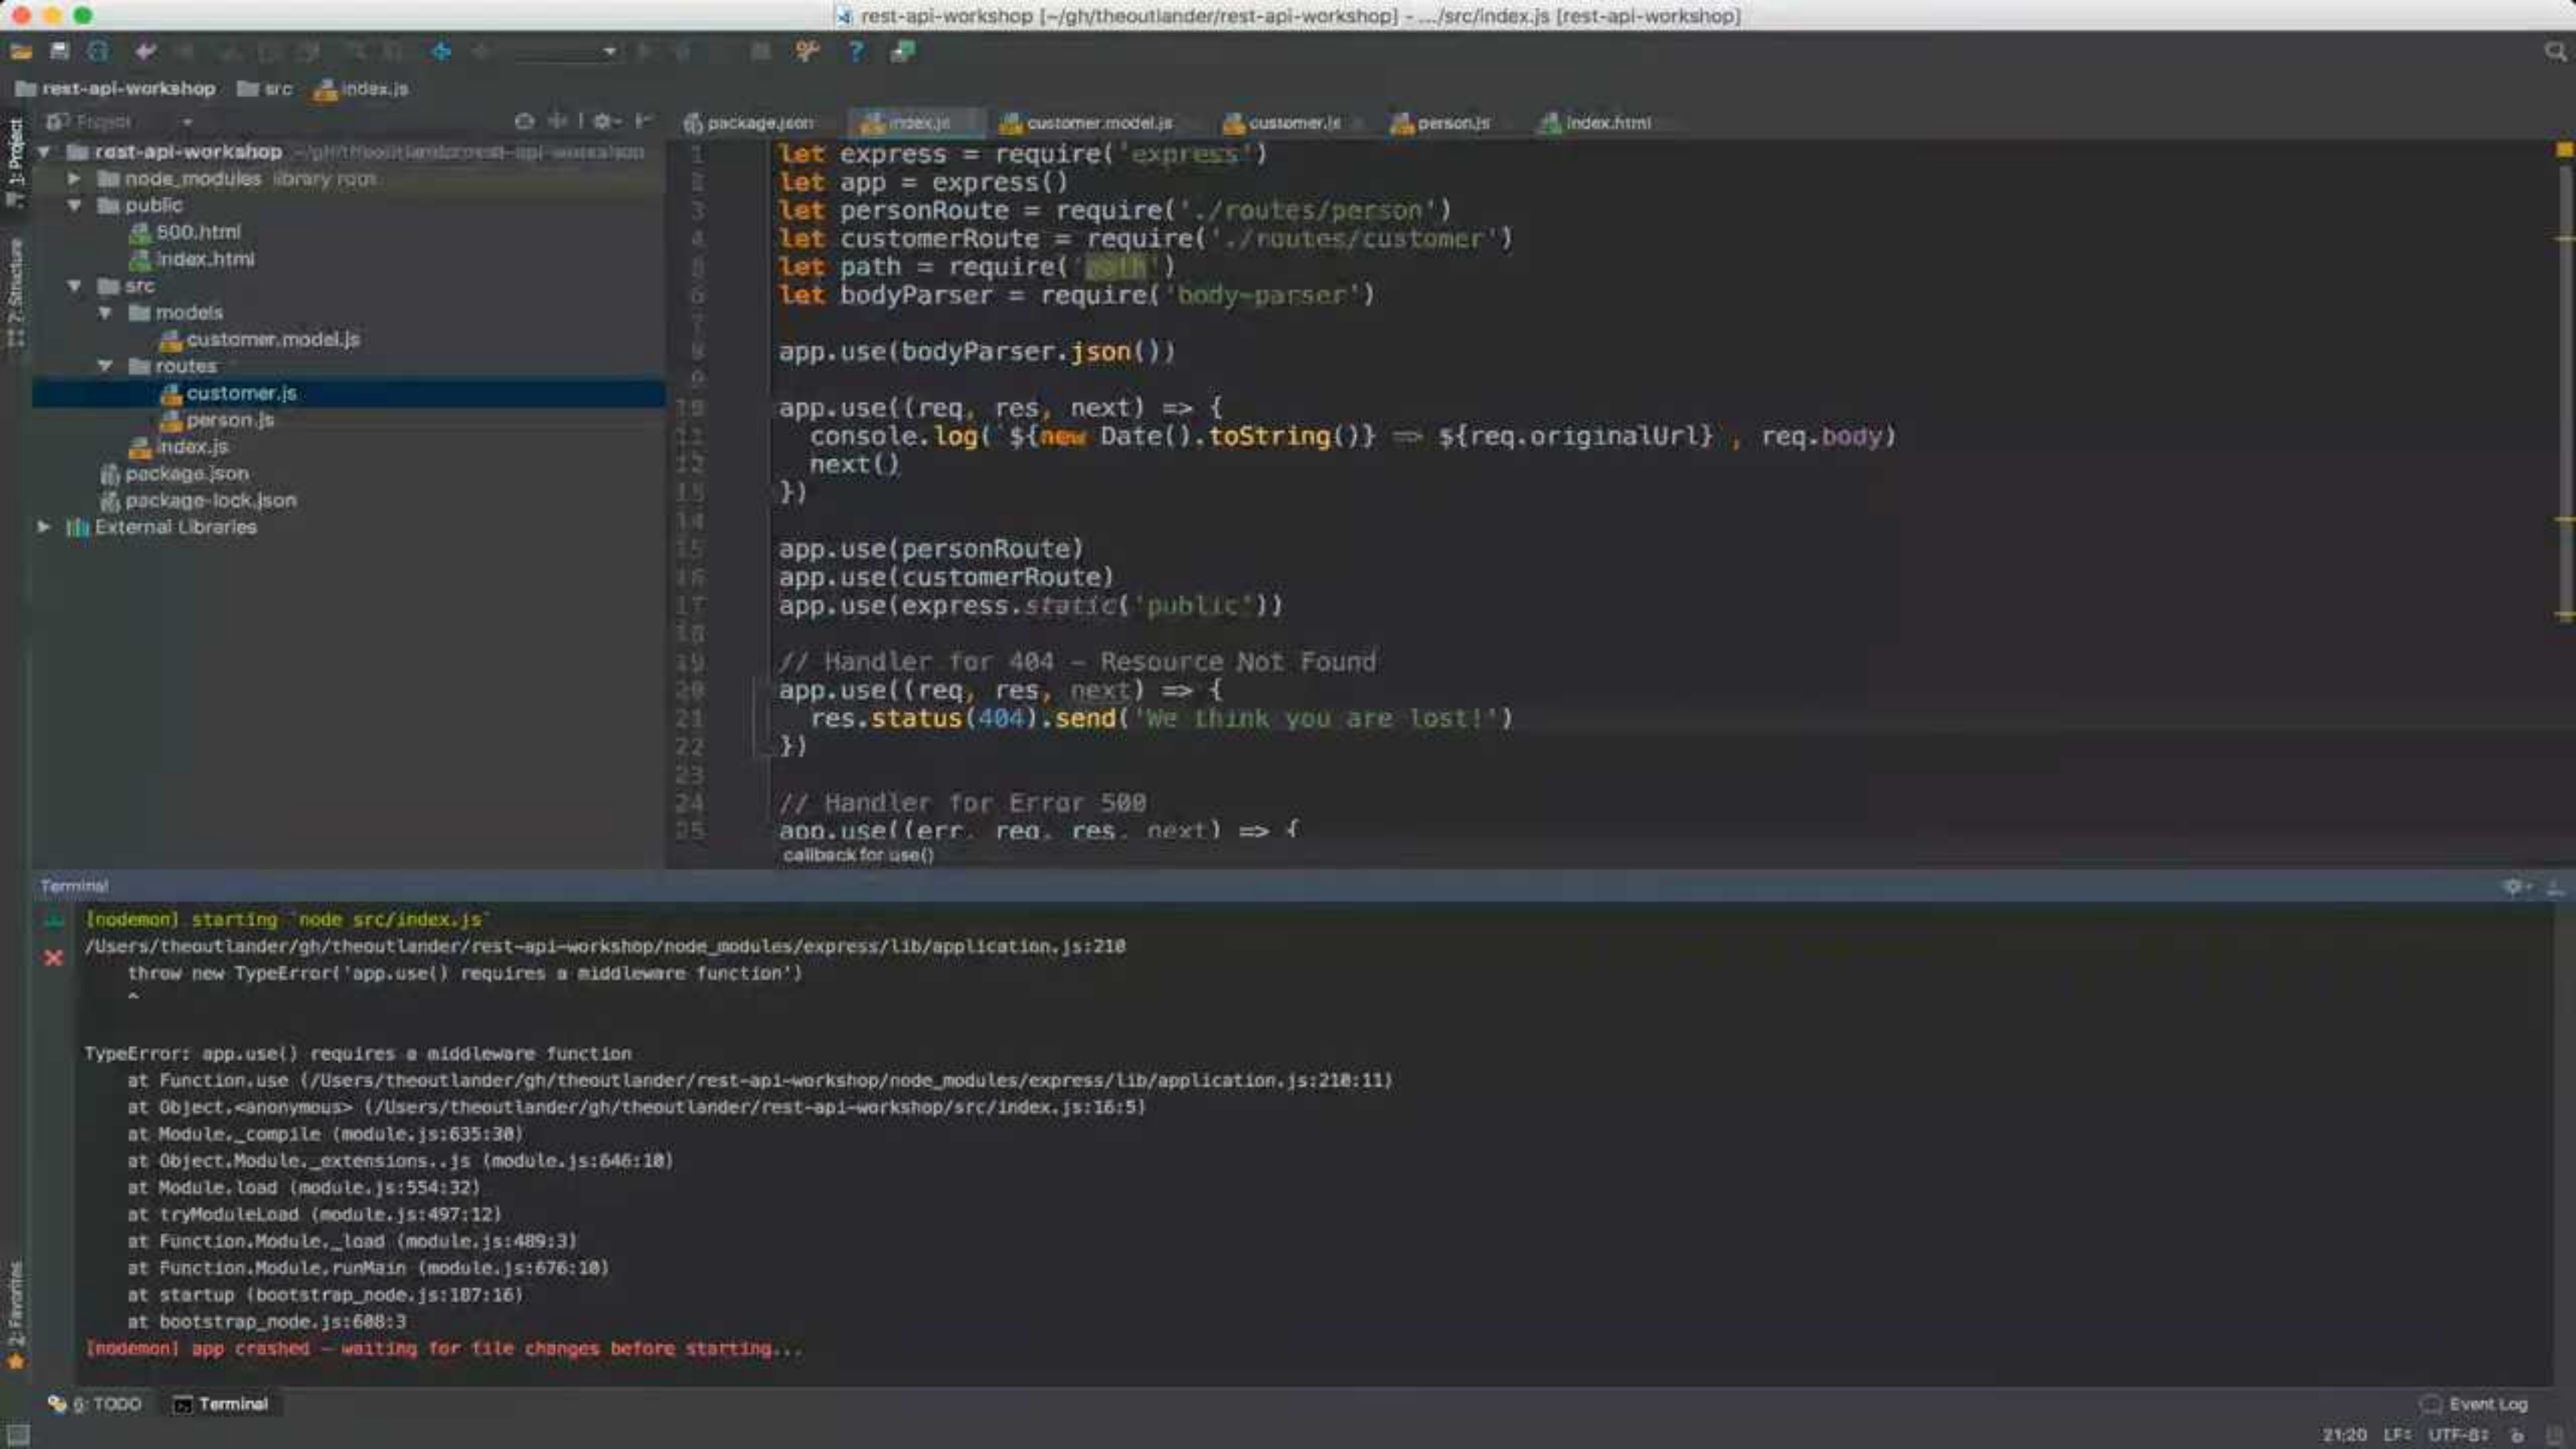 rest-api-workshop [~/gh/theoutlander/rest-api-workshop] - .../src/index.js [rest-api-workshop]
rest-api-workshop src index.js
1: Project
2: Structure
2: Favorites
Project
rest-api-workshop ~/gh/theoutlander/rest-api-workshop
node_modules library root
public
500.html
index.html
src
models
customer.model.js
routes
customer.js
person.js
index.js
package.json
package-lock.json
External Libraries
package.json index.js customer.model.js customer.js person.js index.html
1 let express = require('express')
2 let app = express()
3 let personRoute = require('./routes/person')
4 let customerRoute = require('./routes/customer')
5 let path = require('path')
6 let bodyParser = require('body-parser')
7
8 app.use(bodyParser.json())
9
10 app.use((req, res, next) => {
11 console.log(`${new Date().toString()} => ${req.originalUrl}`, req.body)
12 next()
13 })
14
15 app.use(personRoute)
16 app.use(customerRoute)
17 app.use(express.static('public'))
18
19 // Handler for 404 - Resource Not Found
20 app.use((req, res, next) => {
21 res.status(404).send('We think you are lost!')
22 })
23
24 // Handler for Error 500
25 app.use((err, req, res, next) => {
callback for use()
Terminal
[nodemon] starting `node src/index.js`
/Users/theoutlander/gh/theoutlander/rest-api-workshop/node_modules/express/lib/application.js:210
throw new TypeError('app.use() requires a middleware function')
^
TypeError: app.use() requires a middleware function
at Function.use (/Users/theoutlander/gh/theoutlander/rest-api-workshop/node_modules/express/lib/application.js:210:11)
at Object.<anonymous> (/Users/theoutlander/gh/theoutlander/rest-api-workshop/src/index.js:16:5)
at Module._compile (module.js:635:30)
at Object.Module._extensions..js (module.js:646:10)
at Module.load (module.js:554:32)
at tryModuleLoad (module.js:497:12)
at Function.Module._load (module.js:489:3)
at Function.Module.runMain (module.js:676:10)
at startup (bootstrap_node.js:187:16)
at bootstrap_node.js:608:3
[nodemon] app crashed - waiting for file changes before starting...
6: TODO Terminal Event Log
21:20 LF÷ UTF-8÷